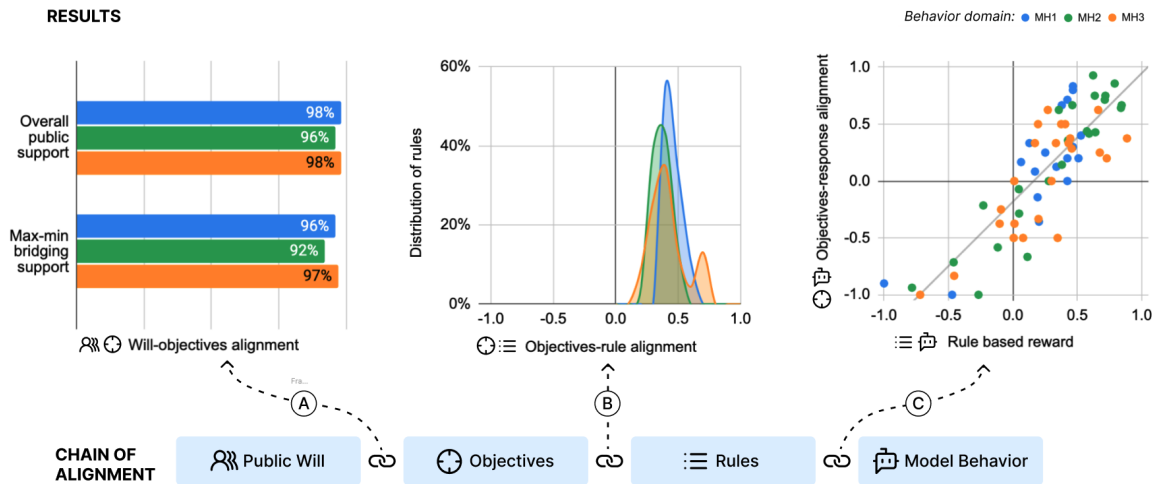 RESULTS
Behavior domain: MH1 MH2 MH3
Overall
public
support
98%
96%
98%
Max-min
bridging
support
96%
92%
97%
Will-objectives alignment
Distribution of rules
60%
40%
20%
0%
-1.0 -0.5 0.0 0.5 1.0
Objectives-rule alignment
Objectives-response alignment
1.0
0.5
0.0
-0.5
-1.0
-1.0 -0.5 0.0 0.5 1.0
Rule based reward
Fra...
A B C
CHAIN OF
ALIGNMENT
Public Will Objectives Rules Model Behavior